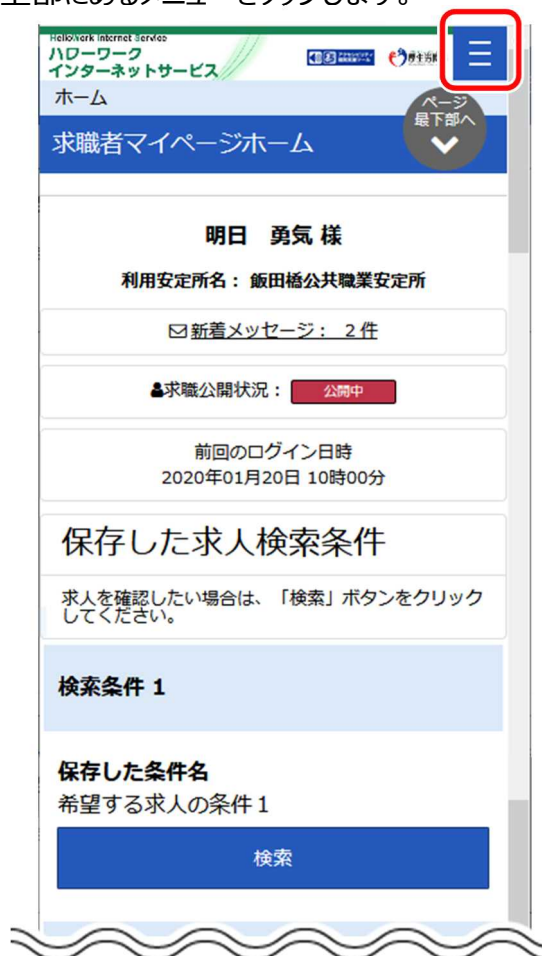 上部にあるメニューをクリックします。
HelloWork Internet Service
ハローワーク
インターネットサービス
ホーム
ページ
最下部へ
求職者マイページホーム
明日 勇気 様
利用安定所名： 飯田橋公共職業安定所
新着メッセージ： 2件
求職公開状況： 公開中
前回のログイン日時
2020年01月20日 10時00分
保存した求人検索条件
求人を確認したい場合は、「検索」ボタンをクリック
してください。
検索条件 1
保存した条件名
希望する求人の条件１
検索